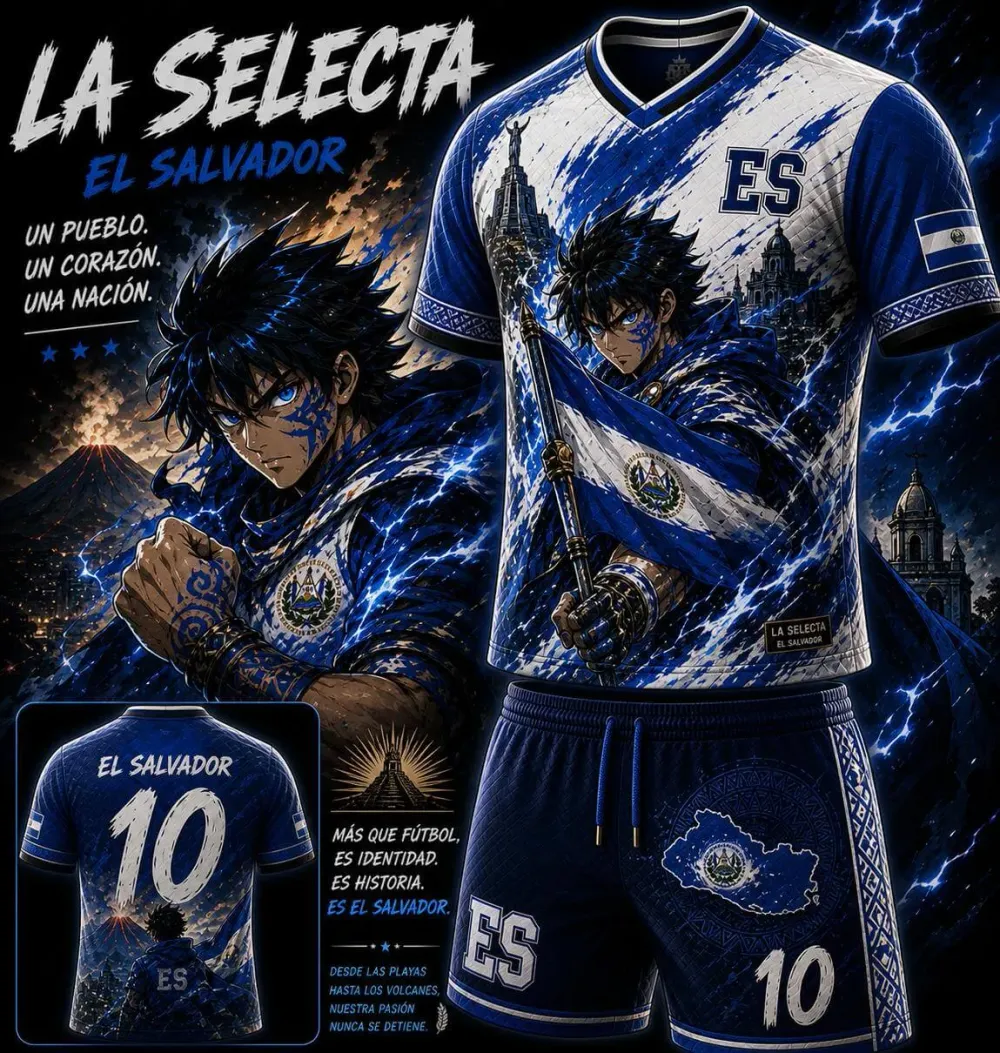 LA SELECTA
EL SALVADOR
UN PUEBLO.
UN CORAZÓN.
UNA NACIÓN.
ES
LA SELECTA
EL SALVADOR
EL SALVADOR
10
ES
MÁS QUE FÚTBOL,
ES IDENTIDAD.
ES HISTORIA.
ES EL SALVADOR.
DESDE LAS PLAYAS
HASTA LOS VOLCANES,
NUESTRA PASIÓN
NUNCA SE DETIENE.
ES
10